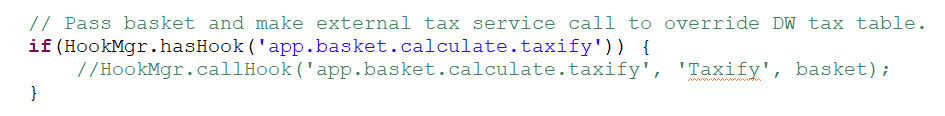 // Pass basket and make external tax service call to override DW tax table.
if(HookMgr.hasHook('app.basket.calculate.taxify')) {
//HookMgr.callHook('app.basket.calculate.taxify', 'Taxify', basket);
}